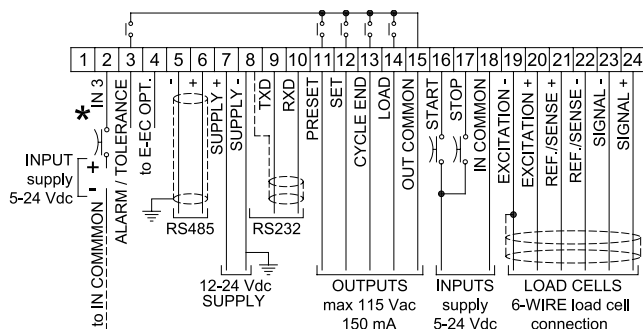 1 2 3 4 5 6 7 8 9 10 11 12 13 14 15 16 17 18 19 20 21 22 23 24
* IN 3
ALARM / TOLERANCE
to E-EC OPT.
-
+
SUPPLY +
SUPPLY -
TXD
RXD
PRESET
SET
CYCLE END
LOAD
OUT COMMON
START
STOP
IN COMMON
EXCITATION -
EXCITATION +
REF./SENSE +
REF./SENSE -
SIGNAL -
SIGNAL +
INPUT
supply
5-24 Vdc
+
-
to IN COMMMON
RS485
RS232
12-24 Vdc
SUPPLY
OUTPUTS
max 115 Vac
150 mA
INPUTS
supply
5-24 Vdc
LOAD CELLS
6-WIRE load cell
connection